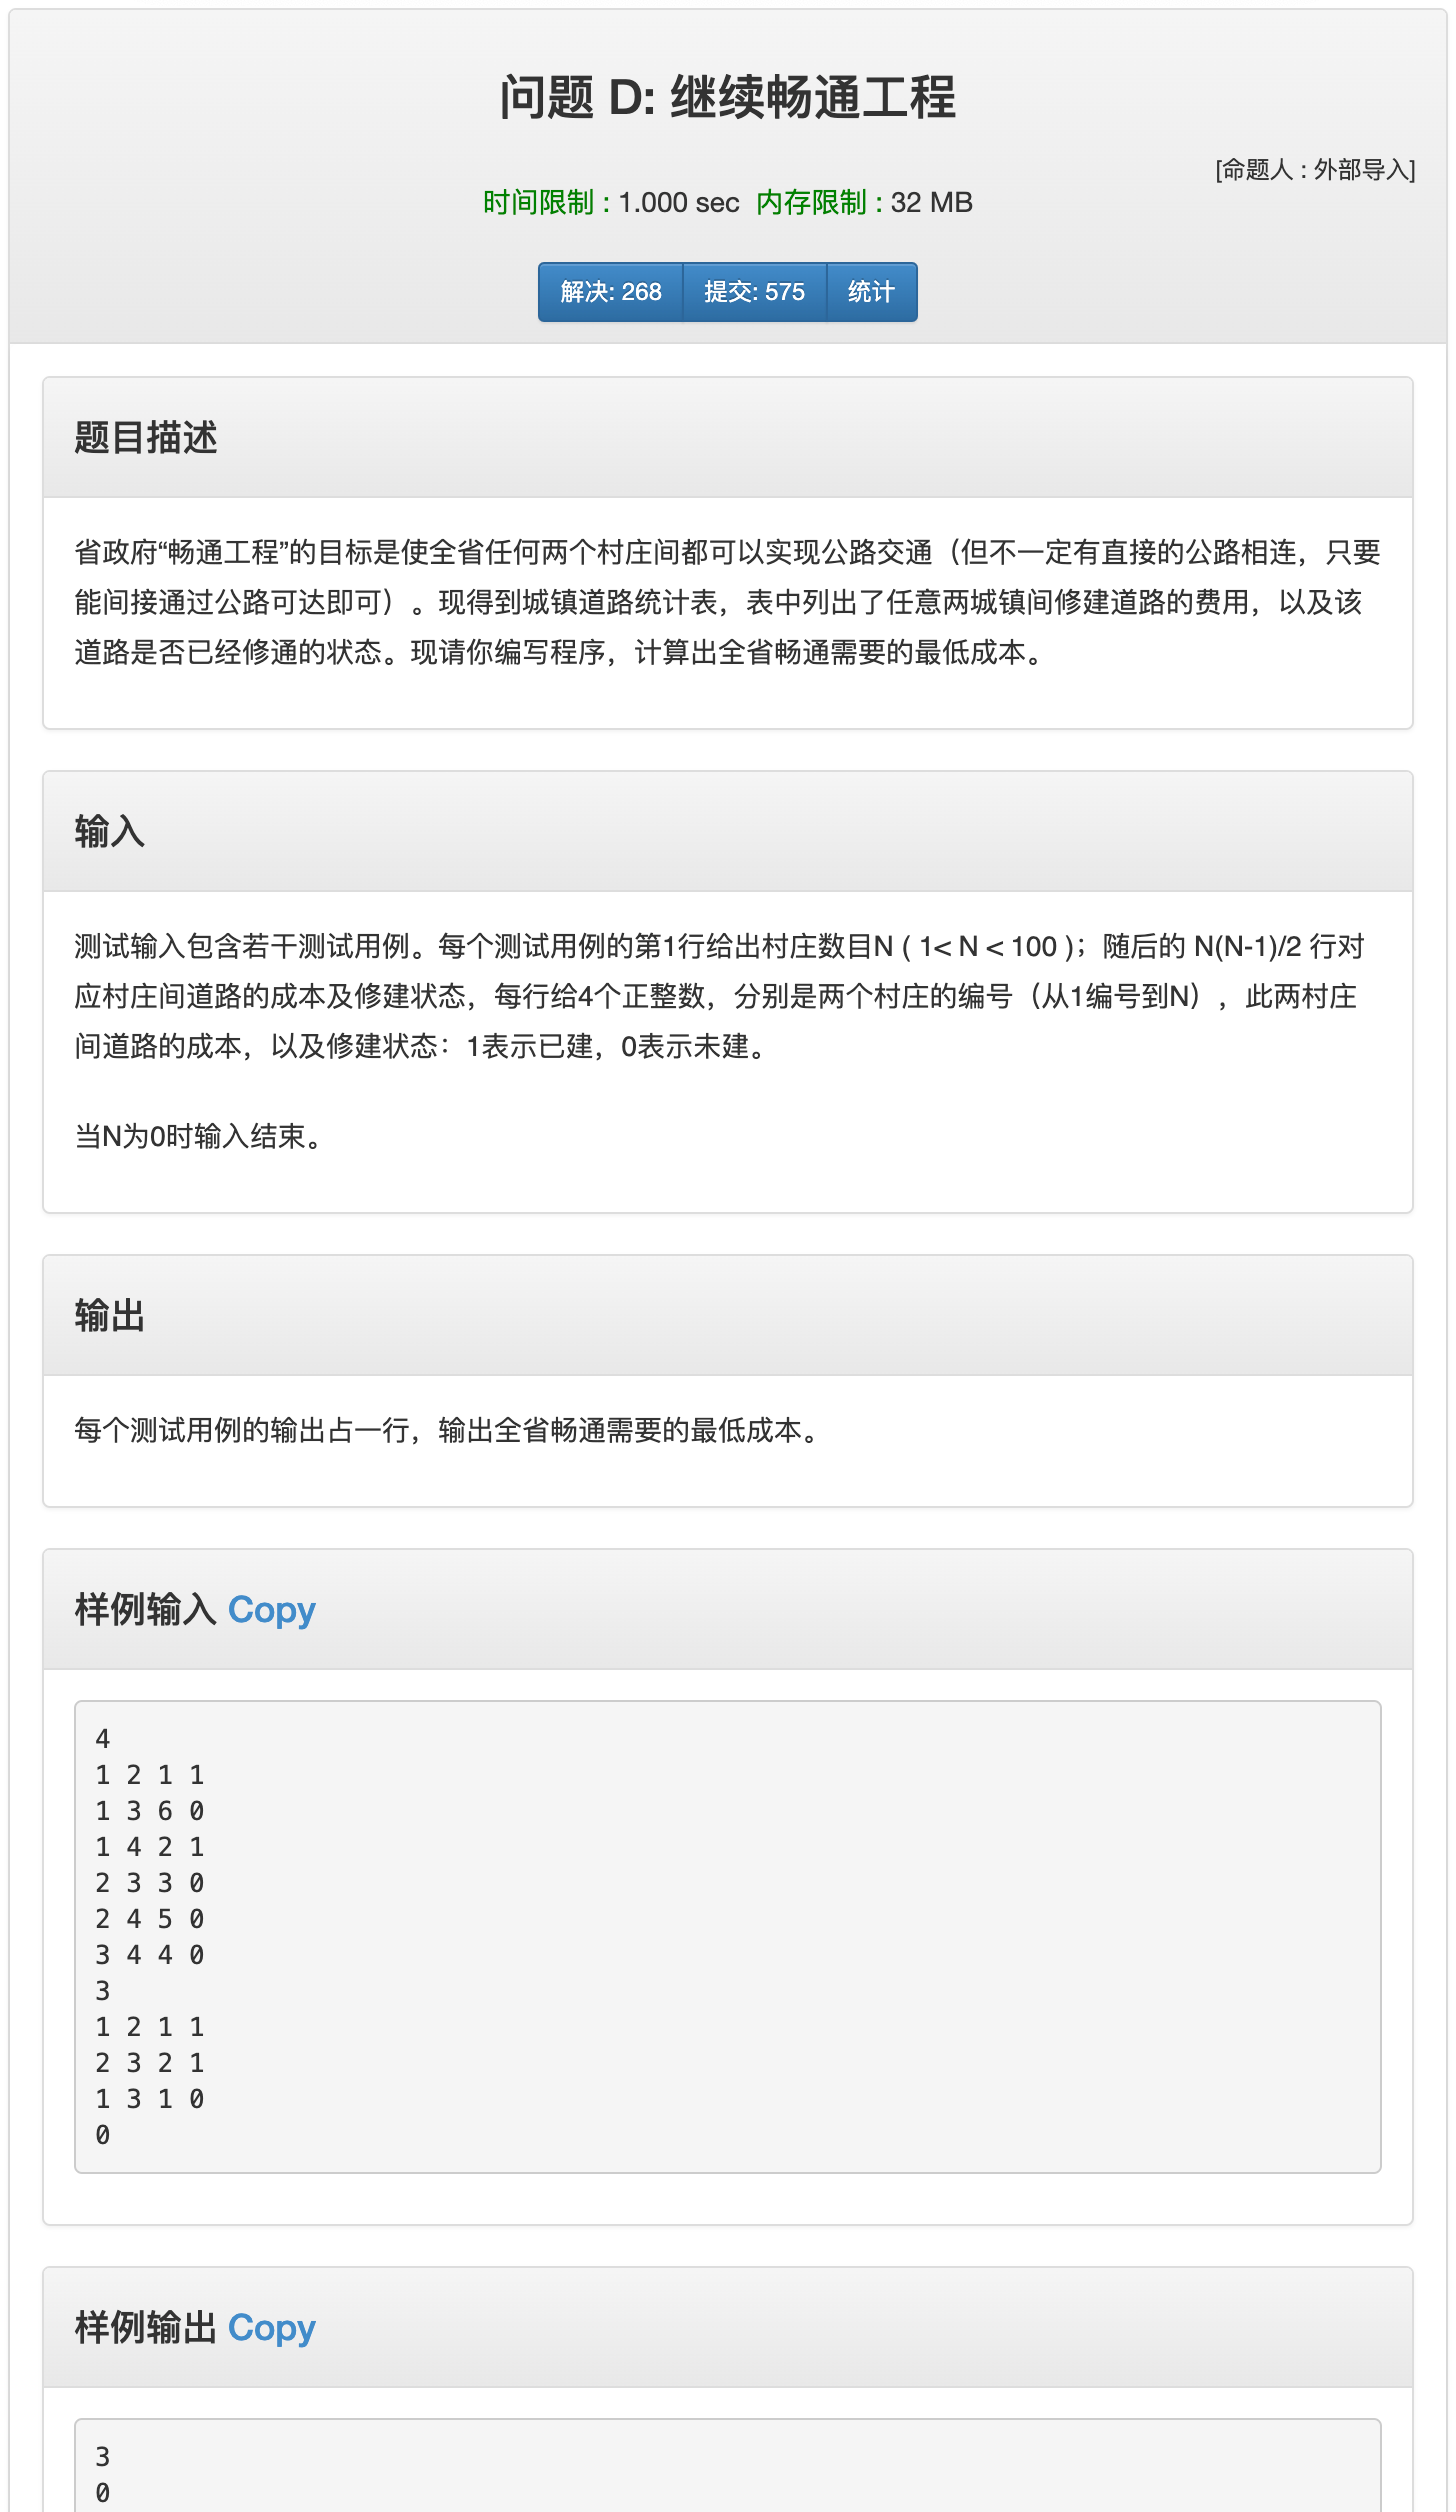 问题 D: 继续畅通工程
[命题人 : 外部导入]
时间限制 : 1.000 sec 内存限制 : 32 MB
解决: 268 提交: 575 统计
题目描述
省政府“畅通工程”的目标是使全省任何两个村庄间都可以实现公路交通（但不一定有直接的公路相连，只要
能间接通过公路可达即可）。现得到城镇道路统计表，表中列出了任意两城镇间修建道路的费用，以及该
道路是否已经修通的状态。现请你编写程序，计算出全省畅通需要的最低成本。
输入
测试输入包含若干测试用例。每个测试用例的第1行给出村庄数目N ( 1< N < 100 )；随后的 N(N-1)/2 行对
应村庄间道路的成本及修建状态，每行给4个正整数，分别是两个村庄的编号（从1编号到N），此两村庄
间道路的成本，以及修建状态：1表示已建，0表示未建。
当N为0时输入结束。
输出
每个测试用例的输出占一行，输出全省畅通需要的最低成本。
样例输入 Copy
4
1 2 1 1
1 3 6 0
1 4 2 1
2 3 3 0
2 4 5 0
3 4 4 0
3
1 2 1 1
2 3 2 1
1 3 1 0
0
样例输出 Copy
3
0